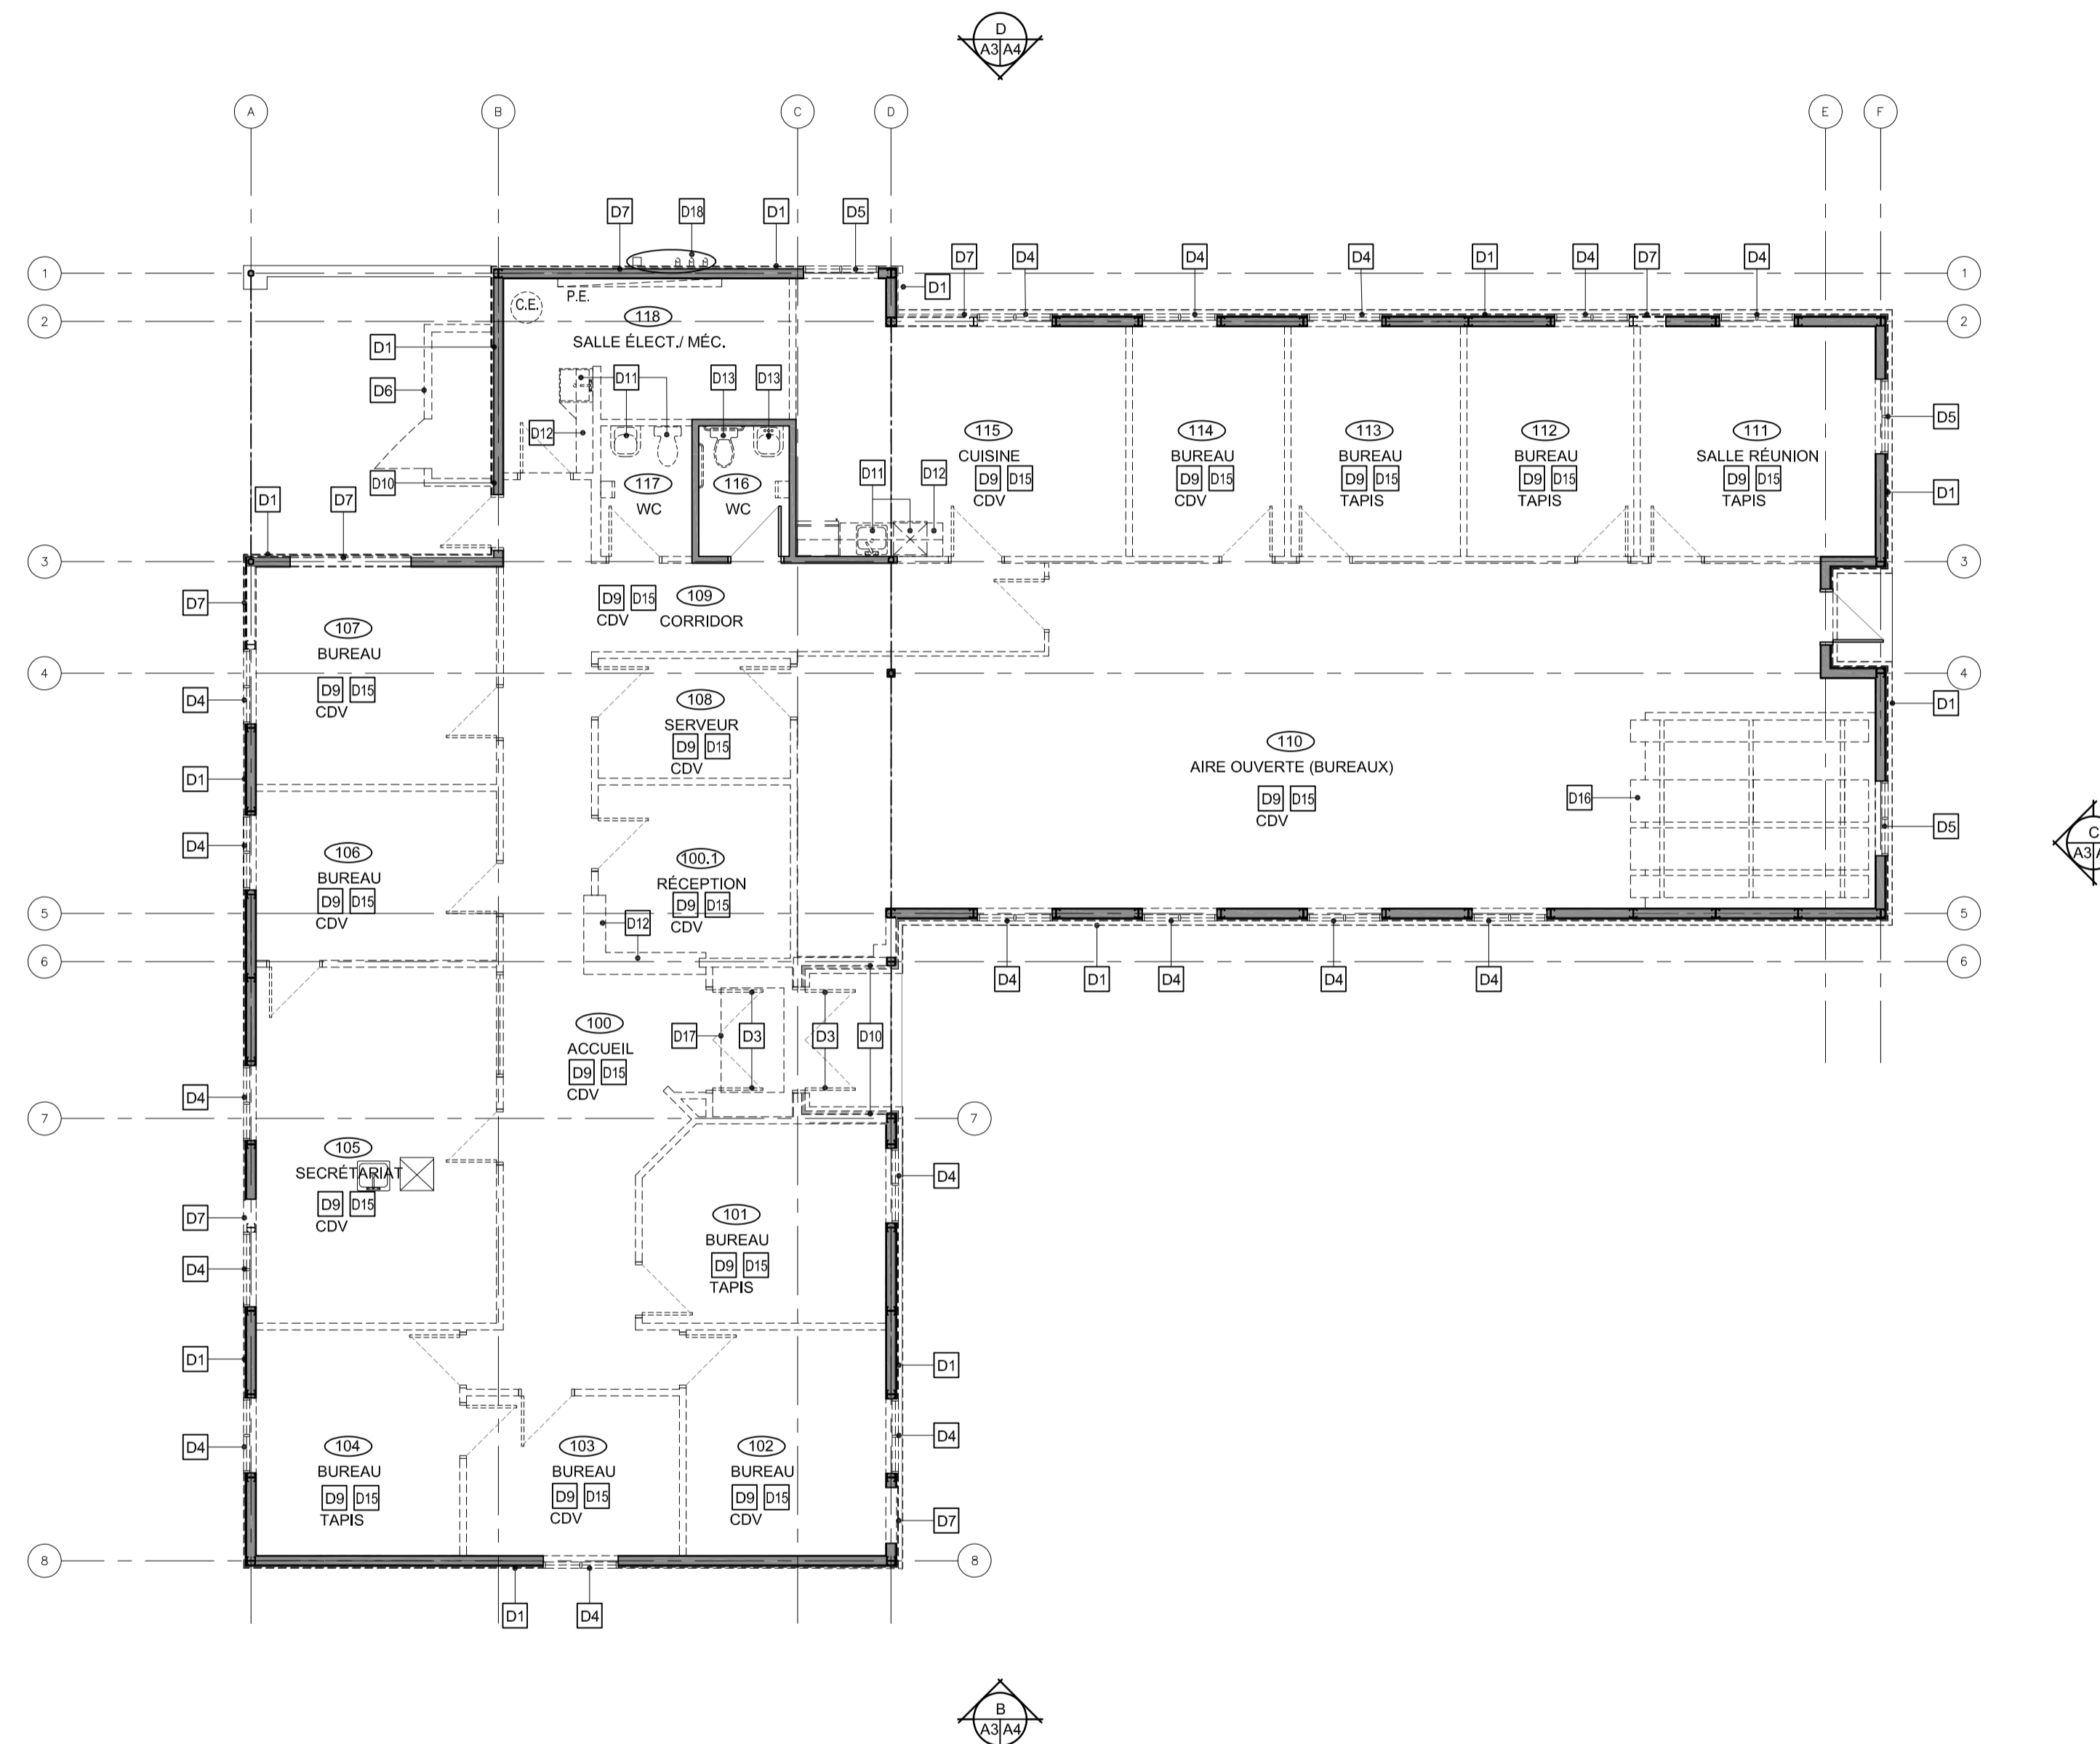 D
A3 A4
A B C D E F
D7 D18 D1 D5
D7 D4 D4 D4 D1 D4 D7 D4
1 1
D1
P.E.
C.E.
2 118 2
SALLE ÉLECT./ MÉC.
D1
D6 D11 D13 D13
D5
D12 115 114 113 112 111
CUISINE BUREAU BUREAU BUREAU SALLE RÉUNION
D10 117 116 D11 D12 D9 D15 D9 D15 D9 D15 D9 D15 D9 D15
D1 D7 WC WC CDV CDV TAPIS TAPIS TAPIS D1
3 3
D7 D9 D15 109
CDV CORRIDOR
107
BUREAU
4 4
D4 D9 D15 108 D1
CDV SERVEUR
D9 D15 110
CDV AIRE OUVERTE (BUREAUX)
D1 D9 D15 D16
CDV D5
D4 106 100.1 C
BUREAU RÉCEPTION A3
D9 D15 D9 D15
CDV D12 CDV
5 5
6 6
D4 D1 D4 D4 D4
100
ACCUEIL D17 D3 D3 D10
D9 D15
CDV
D4
7 7
105
SECRÉTARIAT D4
D9 D15
CDV
D7 101
BUREAU
D4 D9 D15
TAPIS
D1 D1
D4 104 103 102 D4
BUREAU BUREAU BUREAU
D9 D15 D9 D15 D9 D15
TAPIS CDV CDV D7
8 8
D1 D4
B
A3 A4